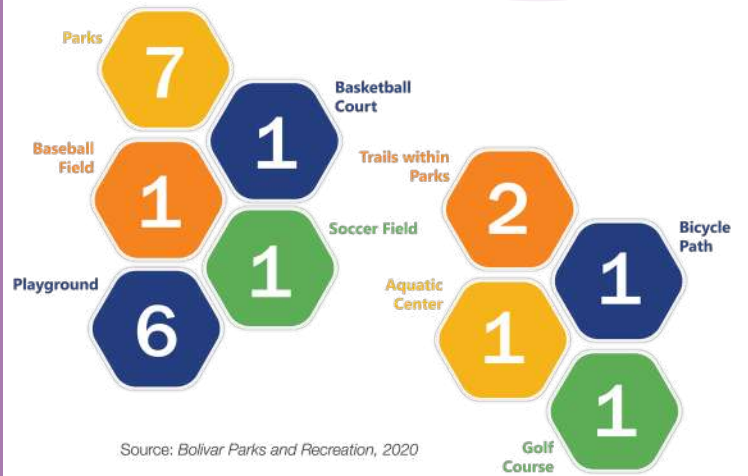 Parks
7
Basketball
Court
1
Baseball
Field
1
Soccer Field
1
Playground
6
Trails within
Parks
2
Bicycle
Path
1
Aquatic
Center
1
Golf
Course
1
Source: Bolivar Parks and Recreation, 2020